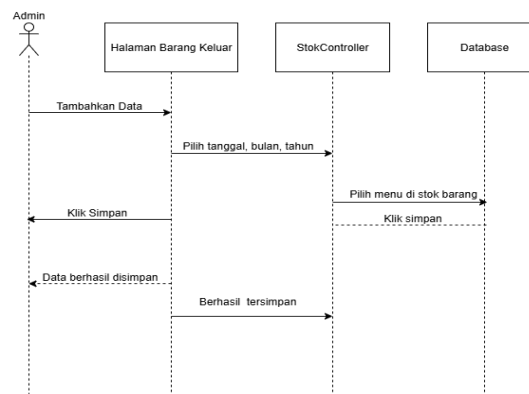 Admin
Halaman Barang Keluar
StokController
Database
Tambahkan Data
Pilih tanggal, bulan, tahun
Pilih menu di stok barang
Klik Simpan
Klik simpan
Data berhasil disimpan
Berhasil tersimpan